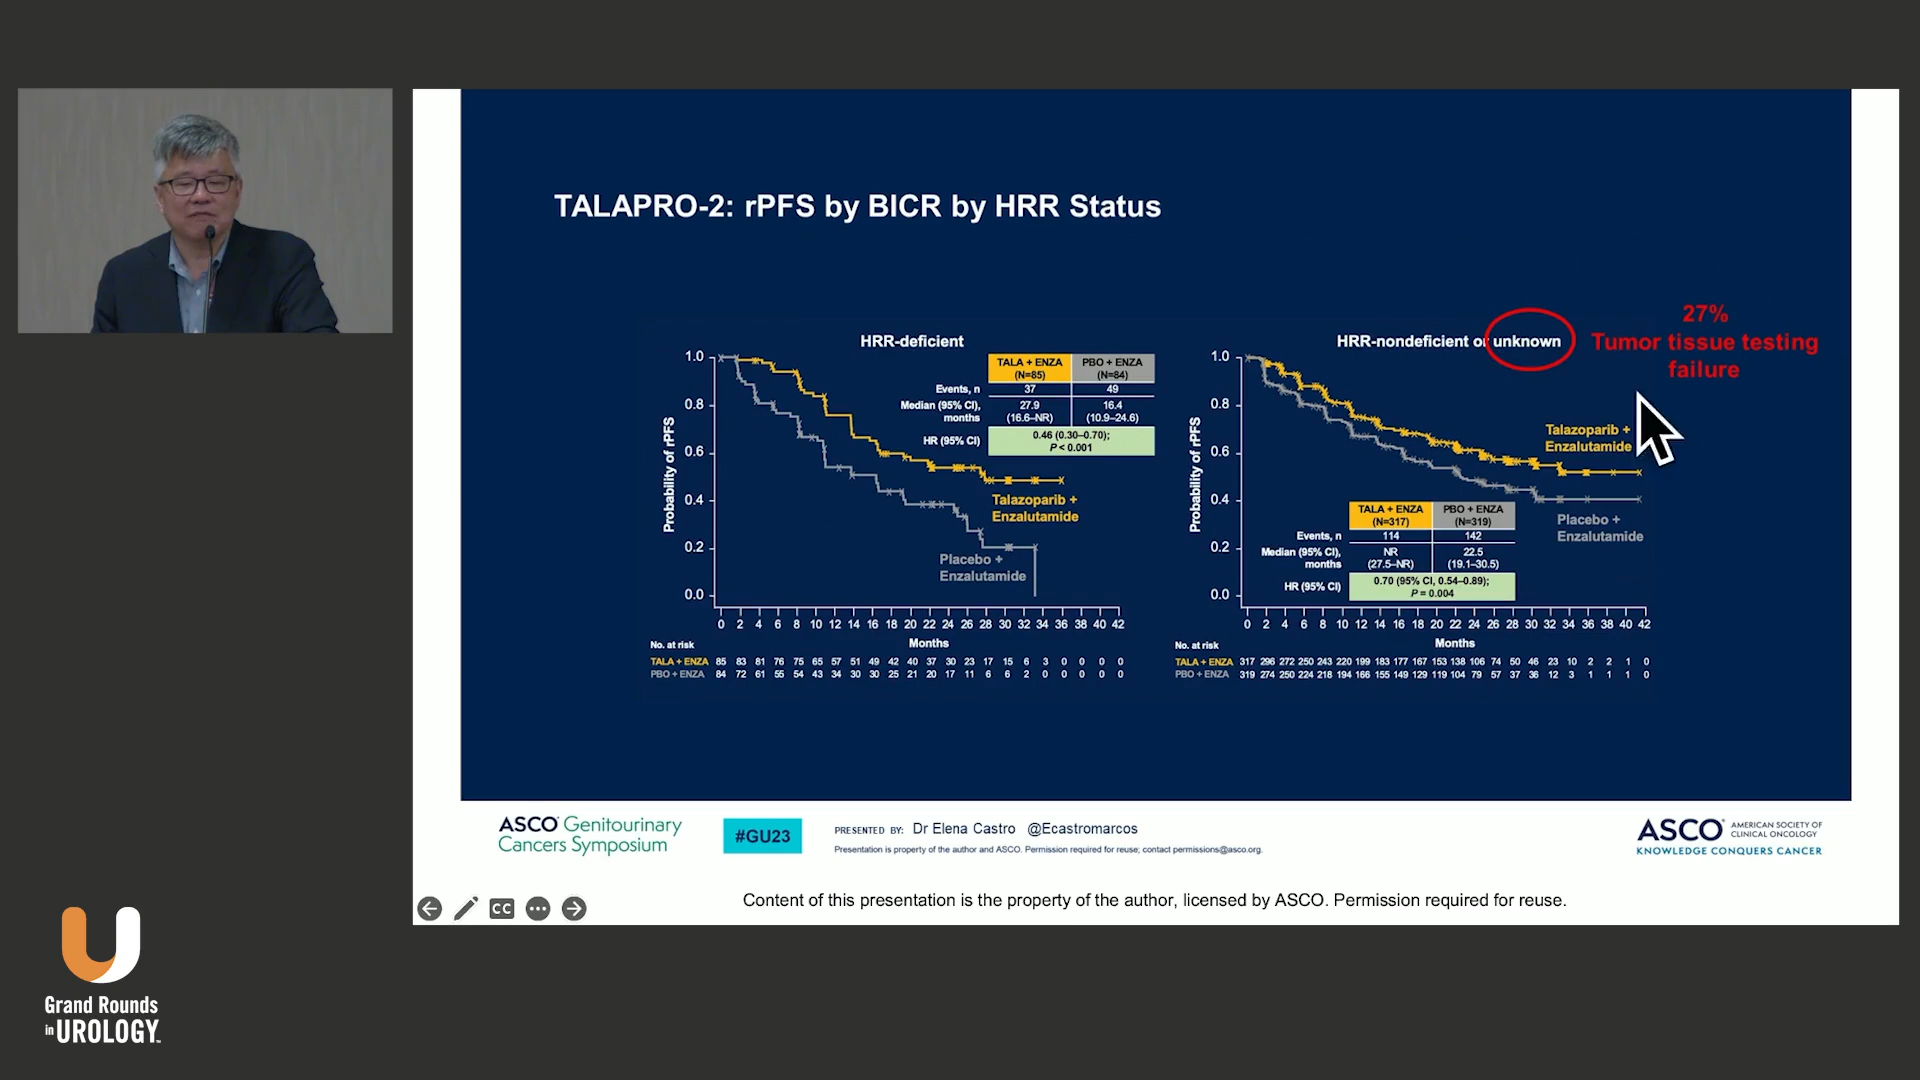 TALAPRO-2: rPFS by BICR by HRR Status
HRR-deficient
TALA + ENZA
(N=85)
PBO + ENZA
(N=84)
Events, n
37
49
Median (95% CI),
months
27.9
(16.6–NR)
16.4
(10.9–24.6)
HR (95% CI)
0.46 (0.30–0.70);
P < 0.001
Probability of rPFS
1.0
0.8
0.6
0.4
0.2
0.0
Talazoparib +
Enzalutamide
Placebo +
Enzalutamide
0 2 4 6 8 10 12 14 16 18 20 22 24 26 28 30 32 34 36 38 40 42
Months
No. at risk
TALA + ENZA 85 83 81 76 75 65 57 51 49 42 40 37 30 23 17 15 6 3 0 0 0 0
PBO + ENZA 84 72 61 55 54 43 34 30 30 25 21 20 17 11 6 6 2 0 0 0 0 0
HRR-nondeficient or unknown
27%
Tumor tissue testing
failure
Probability of rPFS
1.0
0.8
0.6
0.4
0.2
0.0
Talazoparib +
Enzalutamide
Placebo +
Enzalutamide
TALA + ENZA
(N=317)
PBO + ENZA
(N=319)
Events, n
114
142
Median (95% CI),
months
NR
(27.5–NR)
22.5
(19.1–30.5)
HR (95% CI)
0.70 (95% CI, 0.54–0.89);
P = 0.004
0 2 4 6 8 10 12 14 16 18 20 22 24 26 28 30 32 34 36 38 40 42
Months
No. at risk
TALA + ENZA 317 296 272 250 243 220 199 183 177 167 153 138 106 74 50 46 23 10 2 2 1 0
PBO + ENZA 319 274 250 224 218 194 166 155 149 129 119 104 79 57 37 36 12 3 1 1 1 0
ASCO Genitourinary
Cancers Symposium
#GU23
PRESENTED BY: Dr Elena Castro @Ecastromarcos
Presentation is property of the author and ASCO. Permission required for reuse; contact permissions@asco.org.
ASCO AMERICAN SOCIETY OF
CLINICAL ONCOLOGY
KNOWLEDGE CONQUERS CANCER
CC
Content of this presentation is the property of the author, licensed by ASCO. Permission required for reuse.
Grand Rounds
in UROLOGY